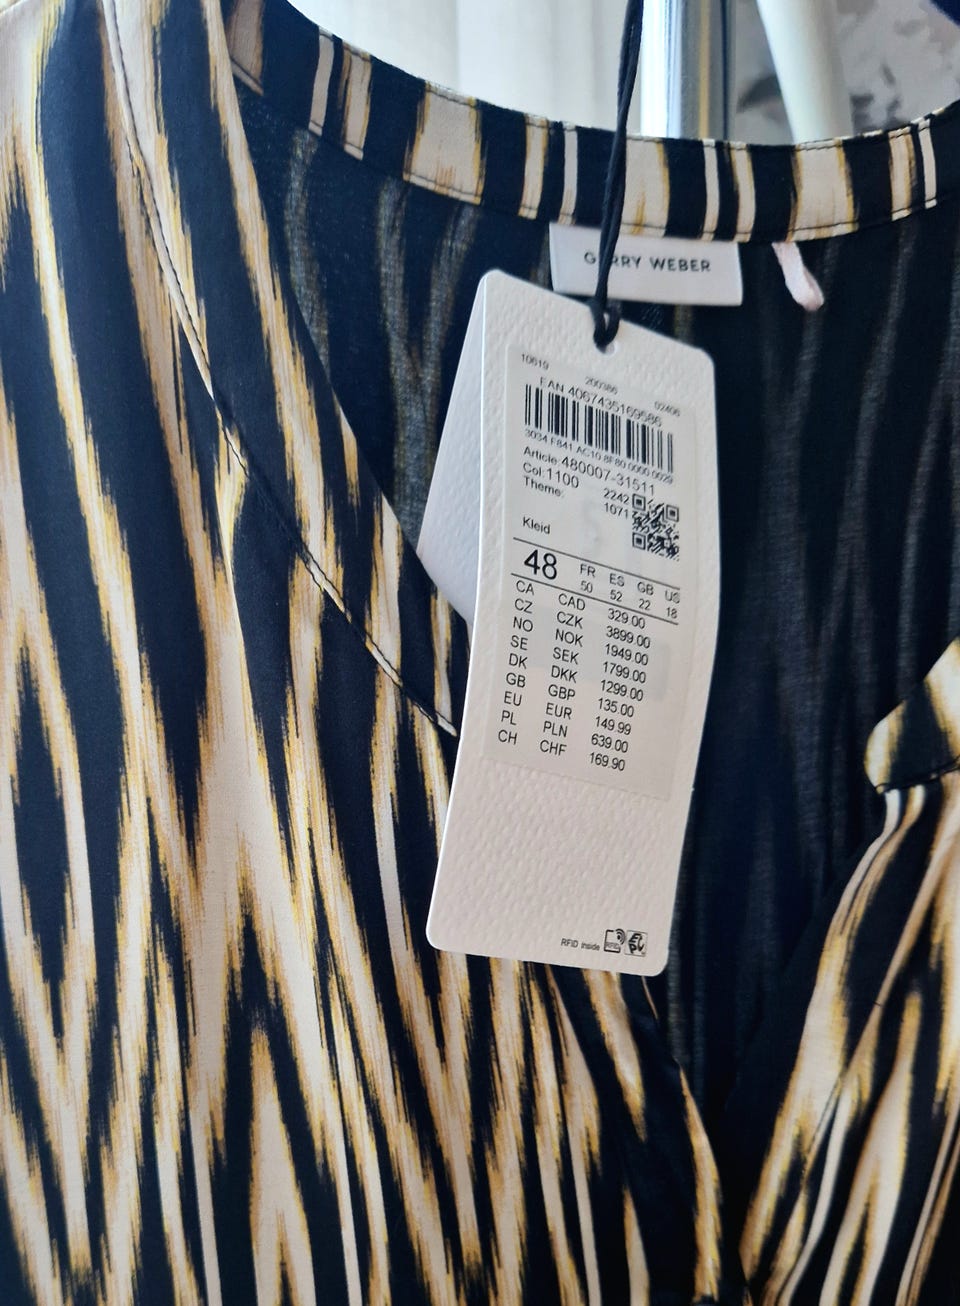 GERRY WEBER
10619 200386 02406
EAN 4067435169586
3034 F841 AC10 8F80 0000 0029
Article: 480007-31511
Col: 1100 2242
Theme: 1071
Kleid
48 FR ES GB US
50 52 22 18
CA CAD 329.00
CZ CZK 3899.00
NO NOK 1949.00
SE SEK 1799.00
DK DKK 1299.00
GB GBP 135.00
EU EUR 149.99
PL PLN 639.00
CH CHF 169.90
RFID inside
RFID